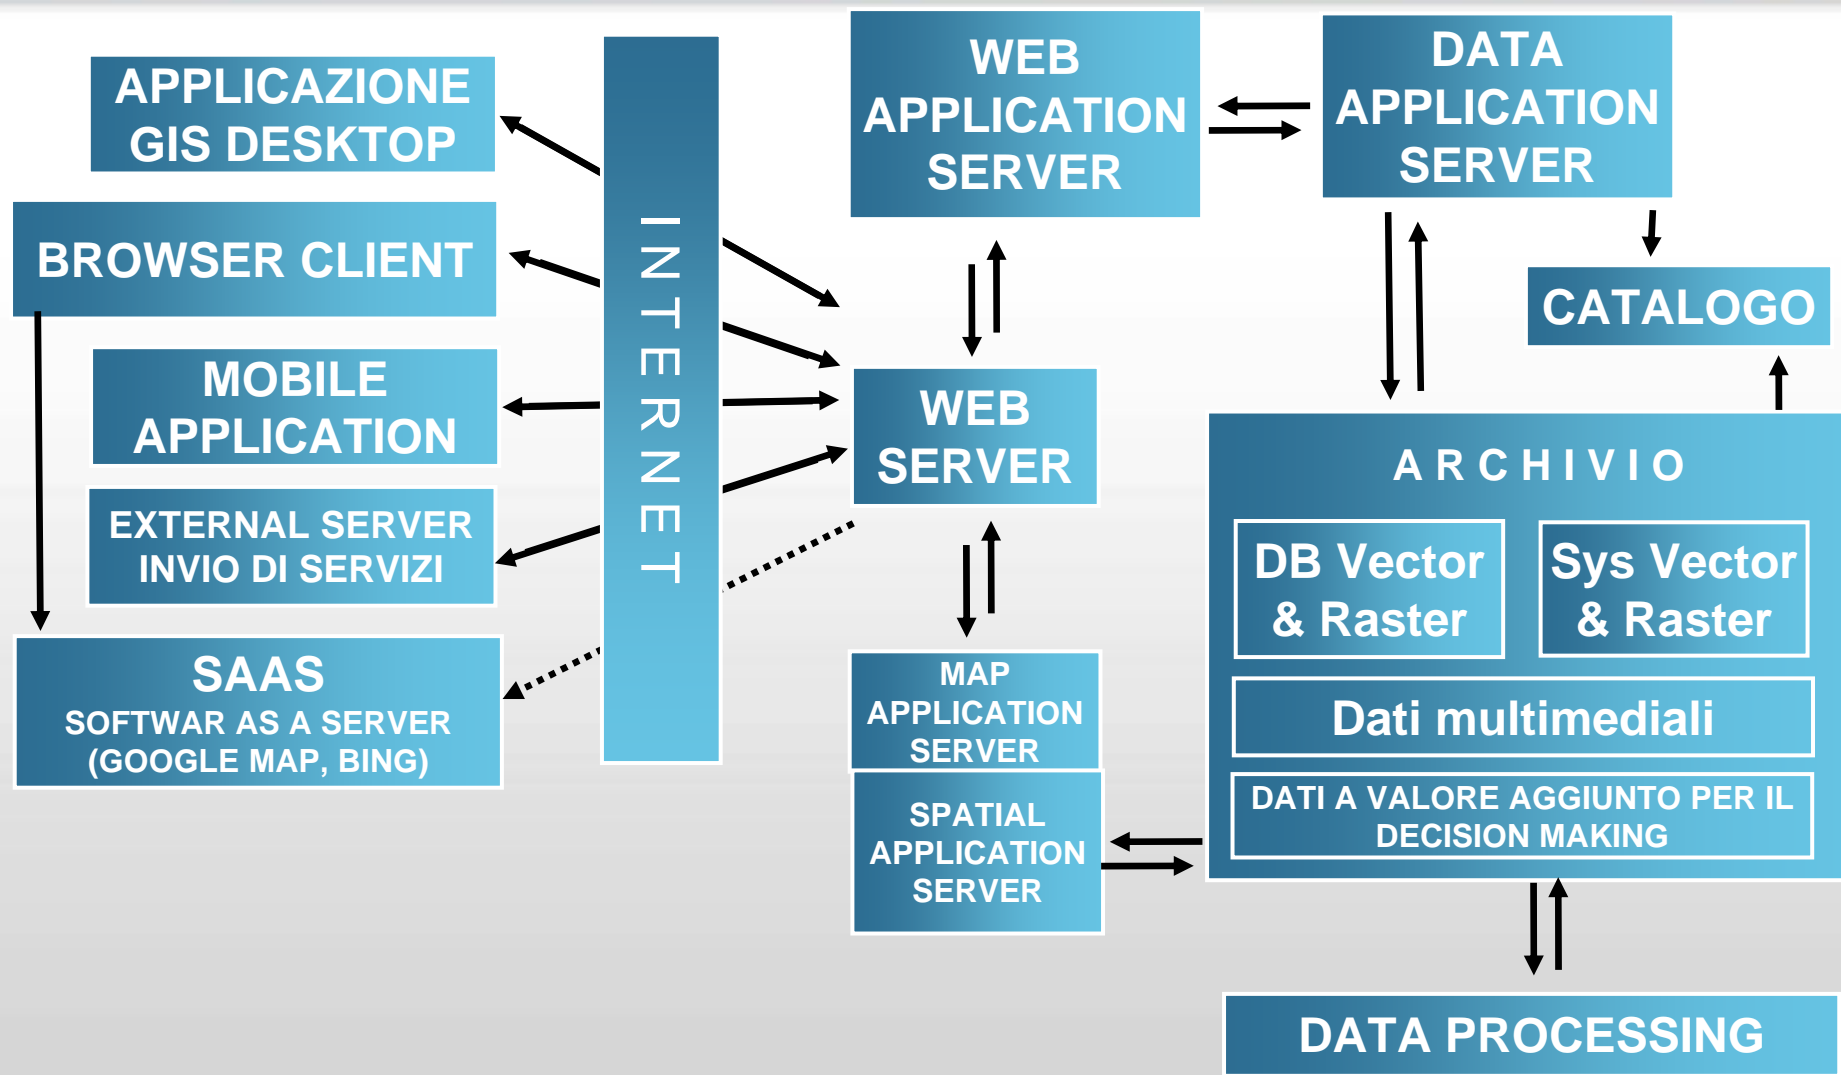 APPLICAZIONE
GIS DESKTOP
BROWSER CLIENT
MOBILE
APPLICATION
EXTERNAL SERVER
INVIO DI SERVIZI
SAAS
SOFTWAR AS A SERVER
(GOOGLE MAP, BING)
INTERNET
WEB
APPLICATION
SERVER
WEB
SERVER
MAP
APPLICATION
SERVER
SPATIAL
APPLICATION
SERVER
DATA
APPLICATION
SERVER
CATALOGO
ARCHIVIO
DB Vector
& Raster
Sys Vector
& Raster
Dati multimediali
DATI A VALORE AGGIUNTO PER IL
DECISION MAKING
DATA PROCESSING